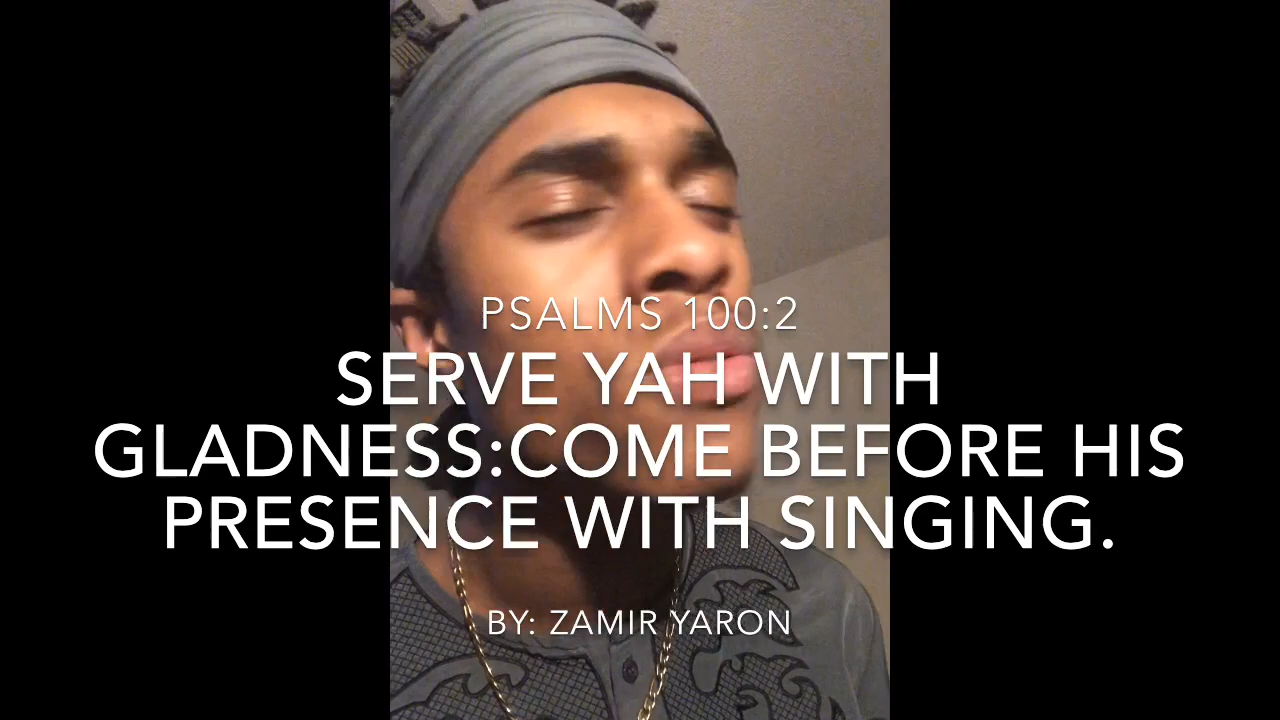 PSALMS 100:2
SERVE YAH WITH
GLADNESS:COME BEFORE HIS
PRESENCE WITH SINGING.
BY: ZAMIR YARON